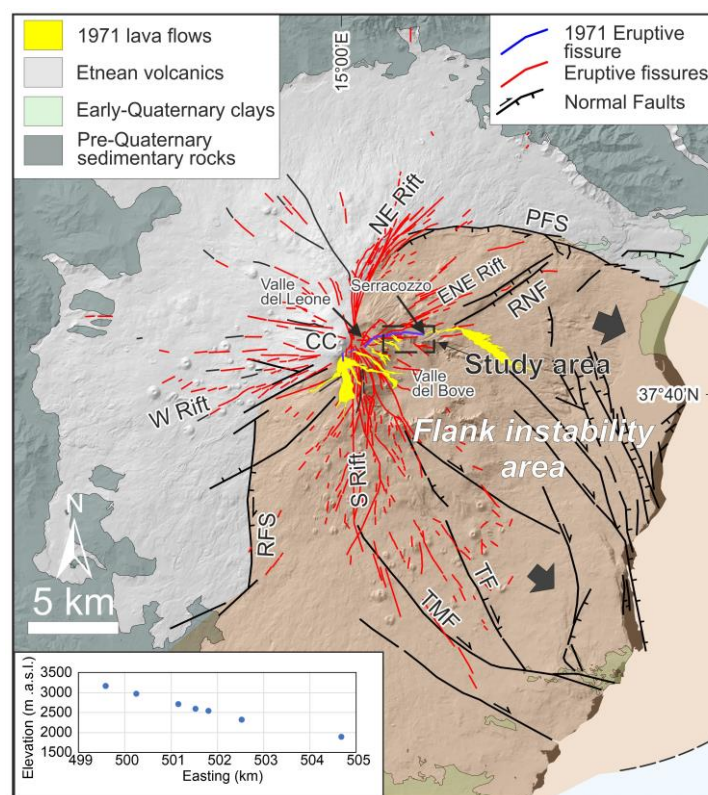 1971 lava flows
Etnean volcanics
Early-Quaternary clays
Pre-Quaternary
sedimentary rocks
15°00'E
1971 Eruptive
fissure
Eruptive fissures
Normal Faults
NE Rift
PFS
Valle
del Leone
Serracozzo
ENE Rift
RNF
CC
Study area
Valle
del Bove
37°40'N
W Rift
Flank instability
area
S Rift
N
RFS
5 km
TF
TMF
Elevation (m .a.s.l.)
3500
3000
2500
2000
1500
499
500
501
502
503
504
505
Easting (km)